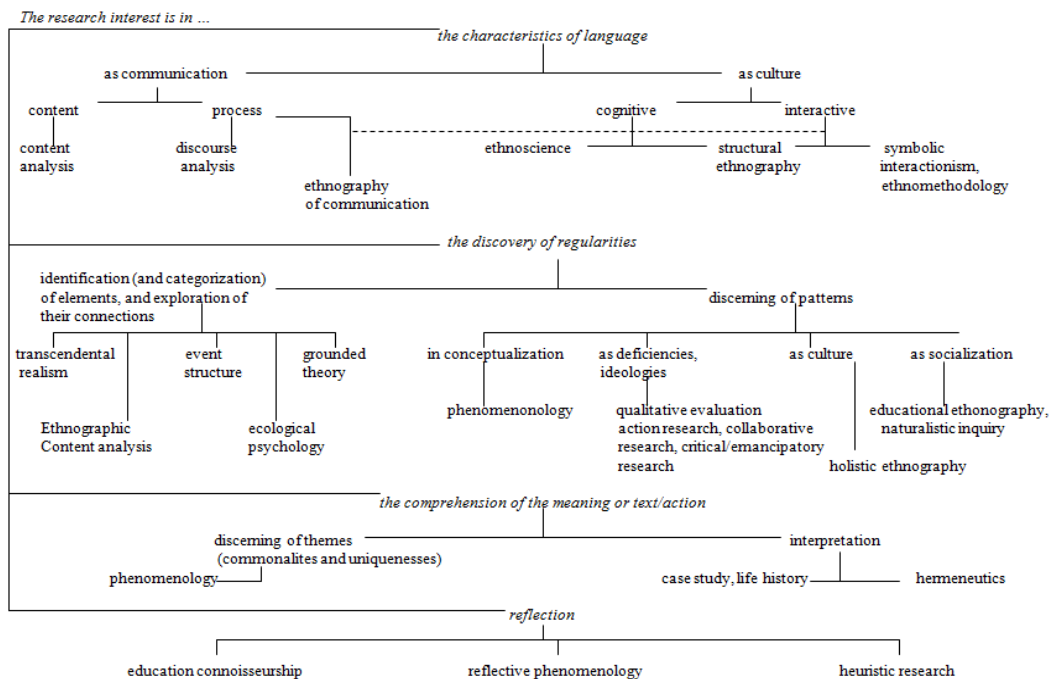 The research interest is in ...
the characteristics of language
as communication
as culture
content
process
cognitive
interactive
content
analysis
discourse
analysis
ethnoscience
structural
ethnography
symbolic
interactionism,
ethnomethodology
ethnography
of communication
the discovery of regularities
identification (and categorization)
of elements, and exploration of
their connections
discerning of patterns
transcendental
realism
event
structure
grounded
theory
in conceptualization
as deficiencies,
ideologies
as culture
as socialization
Ethnographic
Content analysis
ecological
psychology
phenomenonology
qualitative evaluation
action research, collaborative
research, critical/emancipatory
research
holistic ethnography
educational ethonography,
naturalistic inquiry
the comprehension of the meaning or text/action
discerning of themes
(commonalites and uniquenesses)
interpretation
phenomenology
case study, life history
hermeneutics
reflection
education connoisseurship
reflective phenomenology
heuristic research